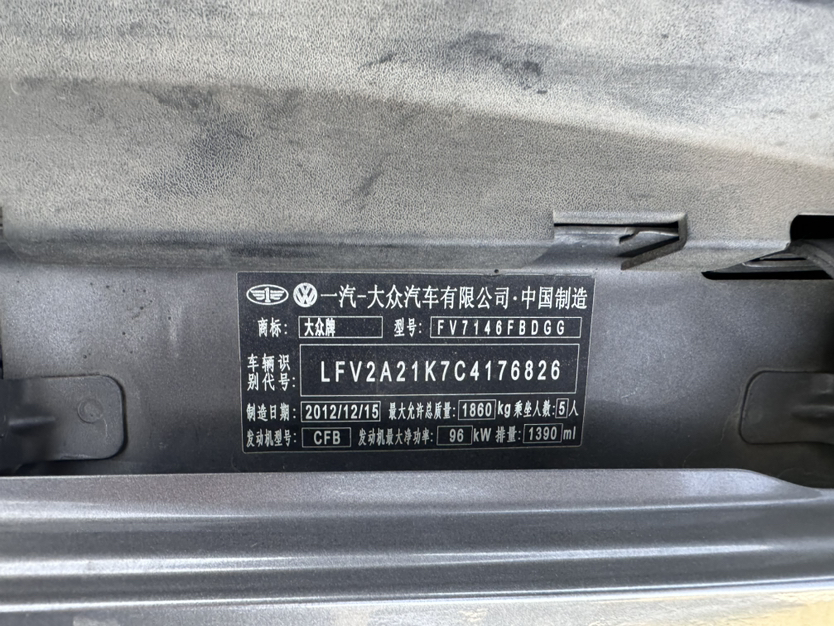 一汽-大众汽车有限公司·中国制造
商标: 大众牌 型号: FV7146FBDGG
车辆识别代号: LFV2A21K7C4176826
制造日期: 2012/12/15 最大允许总质量: 1860 kg 乘坐人数: 5 人
发动机型号: CFB 发动机最大净功率: 96 kW 排量: 1390 ml